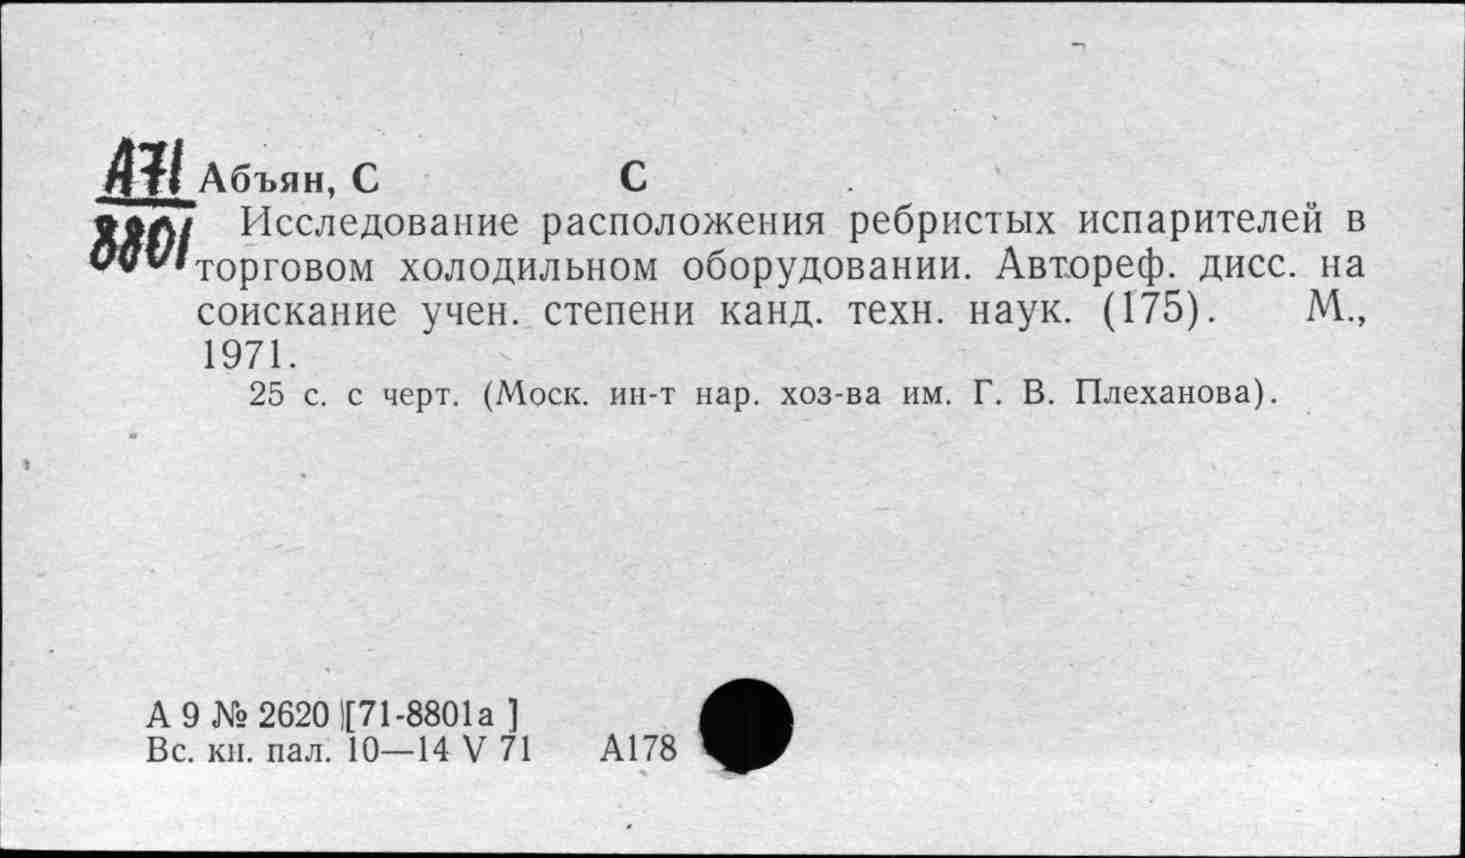 А71 Абъян, С С
8801 Исследование расположения ребристых испарителей в
торговом холодильном оборудовании. Автореф. дисс. на
соискание учен. степени канд. техн. наук. (175). М.,
1971.
25 с. с черт. (Моск. ин-т нар. хоз-ва им. Г. В. Плеханова).
А 9 № 2620 [71-8801а ]
Вс. кн. пал. 10—14 V 71 А178